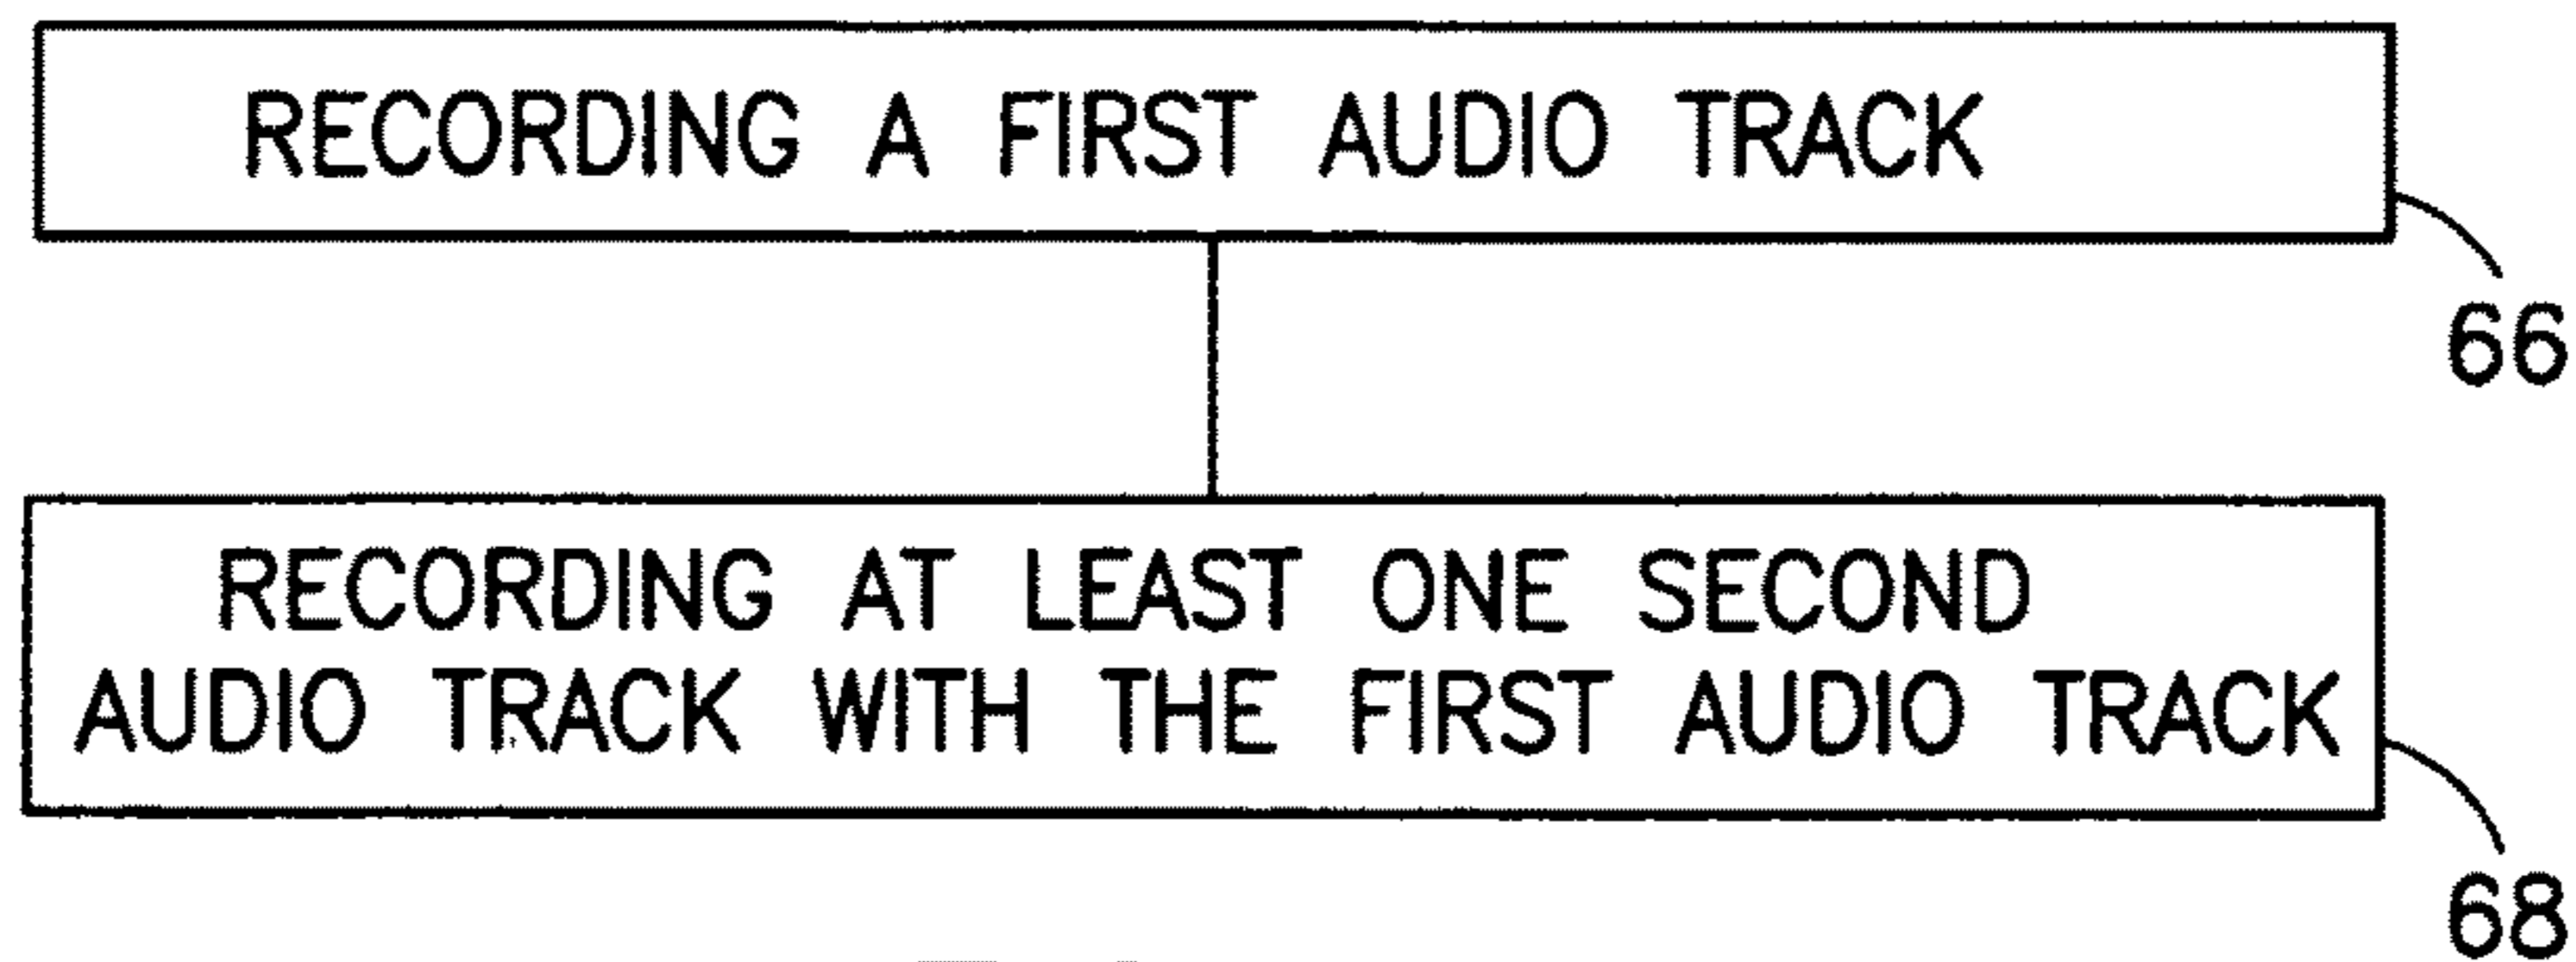 RECORDING A FIRST AUDIO TRACK
66
RECORDING AT LEAST ONE SECOND
AUDIO TRACK WITH THE FIRST AUDIO TRACK
68